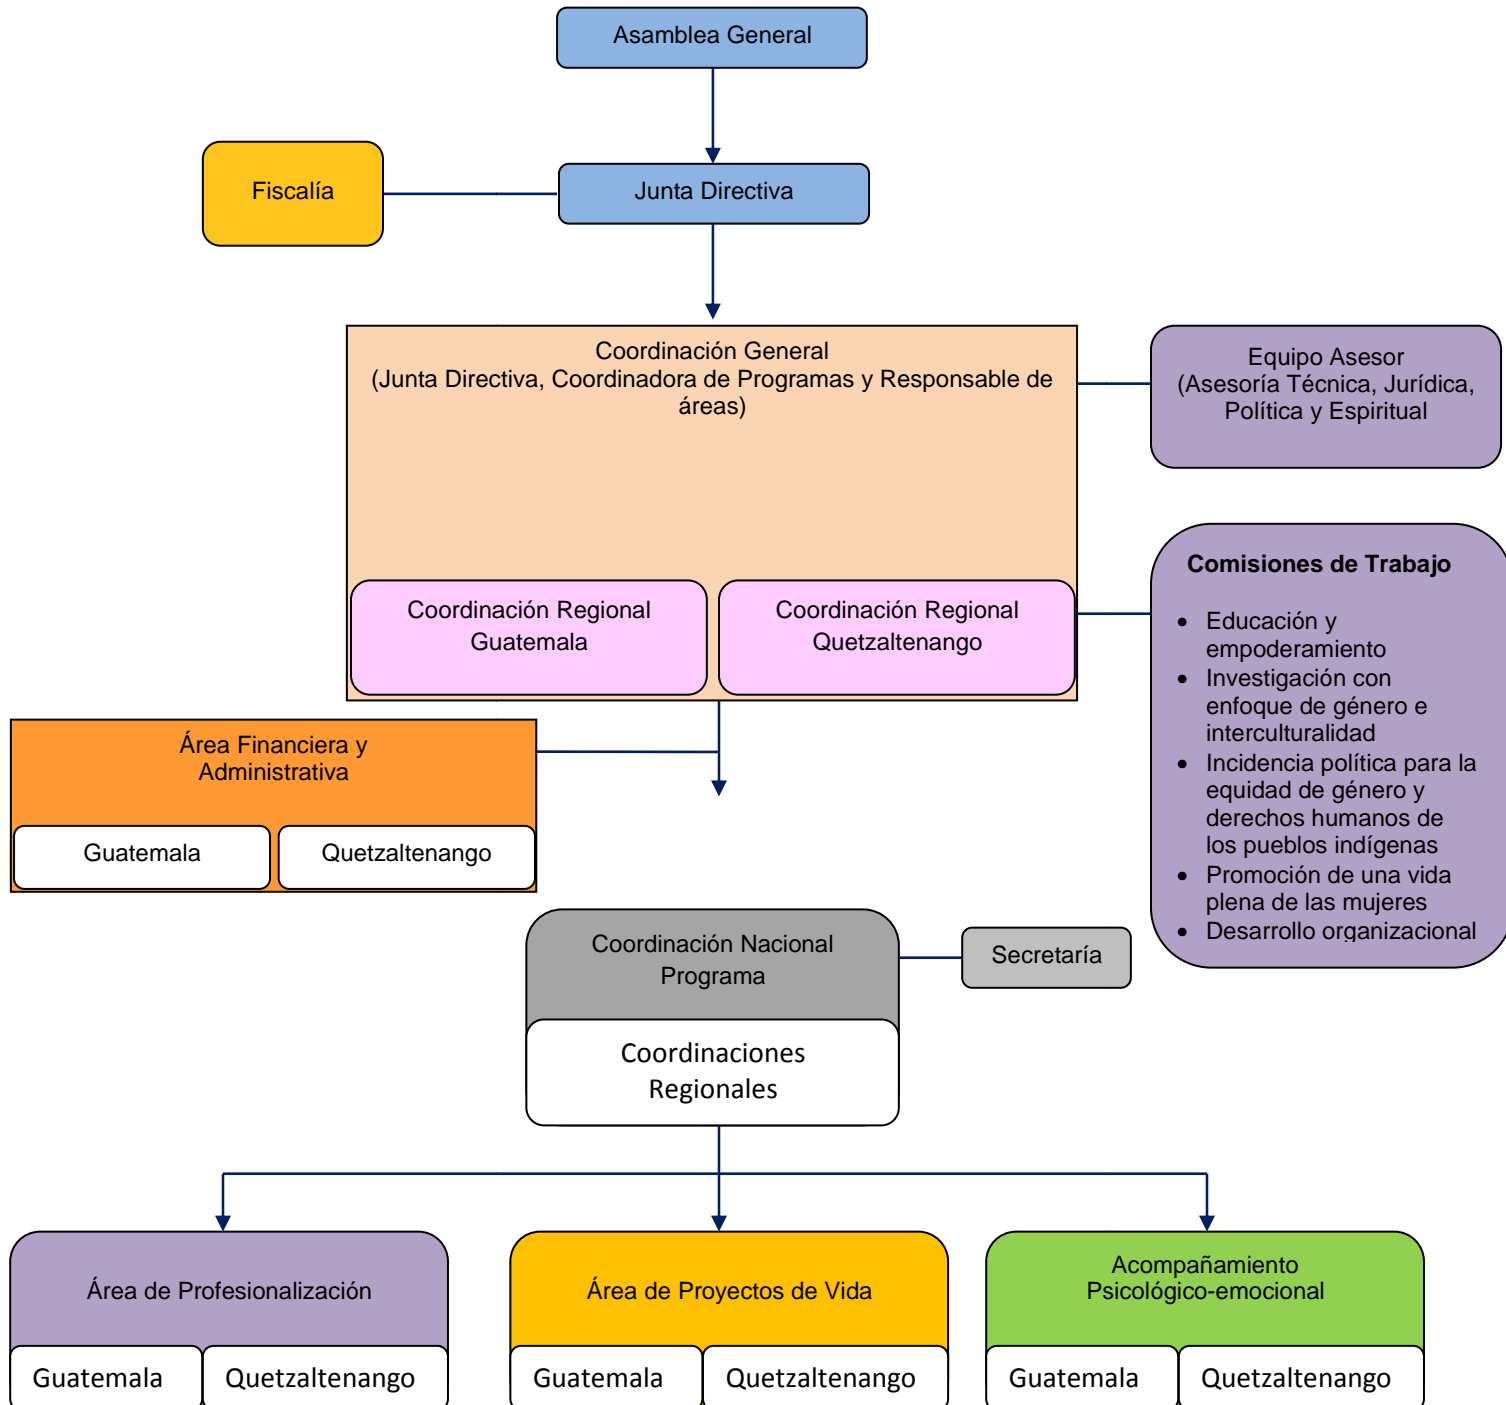 Asamblea General
Fiscalía
Junta Directiva
Coordinación General
(Junta Directiva, Coordinadora de Programas y Responsable de
áreas)
Equipo Asesor
(Asesoría Técnica, Jurídica,
Política y Espiritual
Coordinación Regional
Guatemala
Coordinación Regional
Quetzaltenango
Comisiones de Trabajo
• Educación y
empoderamiento
• Investigación con
enfoque de género e
interculturalidad
• Incidencia política para la
equidad de género y
derechos humanos de
los pueblos indígenas
• Promoción de una vida
plena de las mujeres
• Desarrollo organizacional
Área Financiera y
Administrativa
Guatemala
Quetzaltenango
Coordinación Nacional
Programa
Secretaría
Coordinaciones
Regionales
Área de Profesionalización
Guatemala
Quetzaltenango
Área de Proyectos de Vida
Guatemala
Quetzaltenango
Acompañamiento
Psicológico-emocional
Guatemala
Quetzaltenango